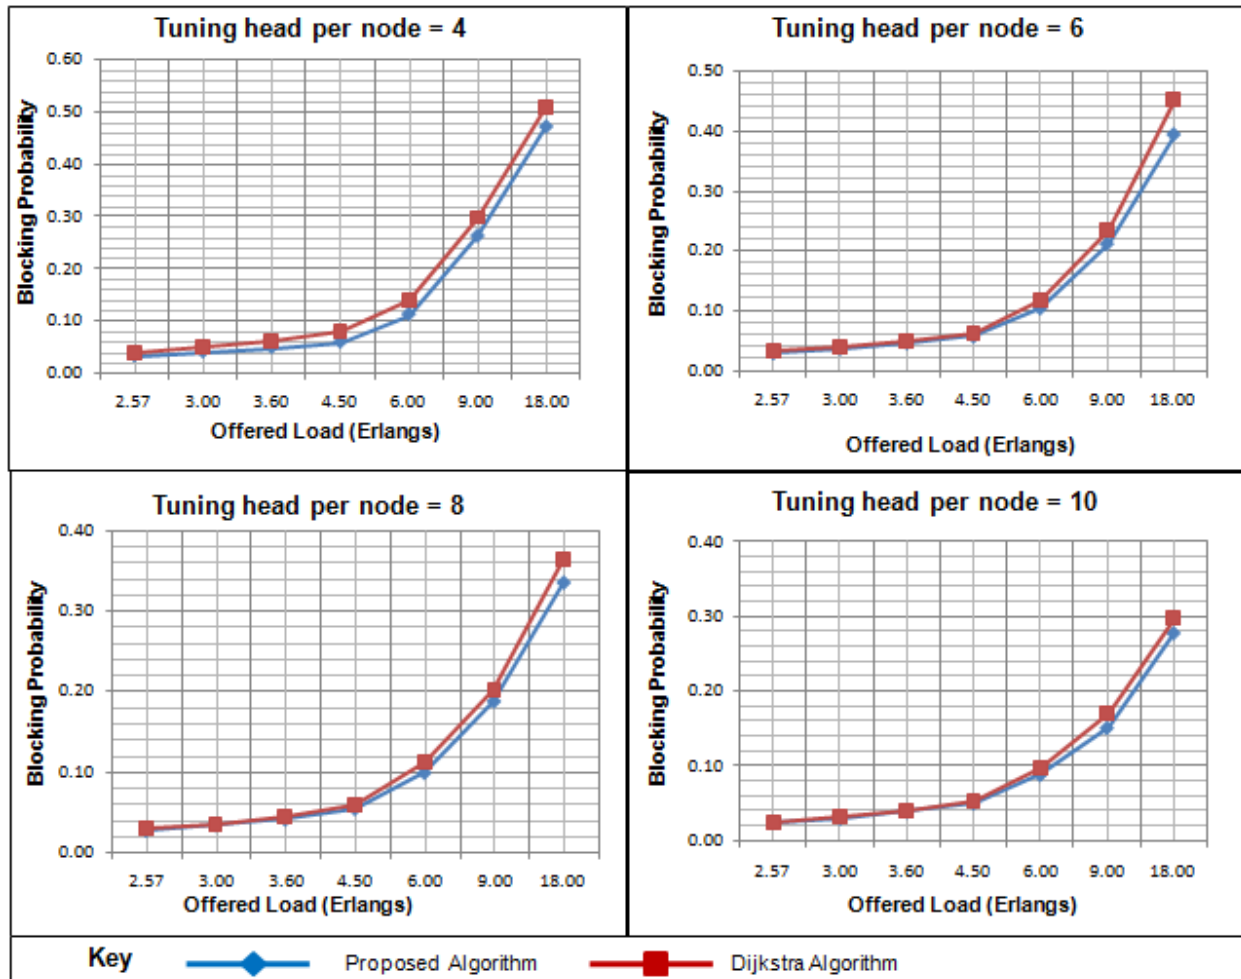 Tuning head per node = 4
Blocking Probability
0.60
0.50
0.40
0.30
0.20
0.10
0.00
2.57 3.00 3.60 4.50 6.00 9.00 18.00
Offered Load (Erlangs)
Tuning head per node = 6
Blocking Probability
0.50
0.40
0.30
0.20
0.10
0.00
2.57 3.00 3.60 4.50 6.00 9.00 18.00
Offered Load (Erlangs)
Tuning head per node = 8
Blocking Probability
0.40
0.30
0.20
0.10
0.00
2.57 3.00 3.60 4.50 6.00 9.00 18.00
Offered Load (Erlangs)
Tuning head per node = 10
Blocking Probability
0.40
0.30
0.20
0.10
0.00
2.57 3.00 3.60 4.50 6.00 9.00 18.00
Offered Load (Erlangs)
Key Proposed Algorithm Dijkstra Algorithm